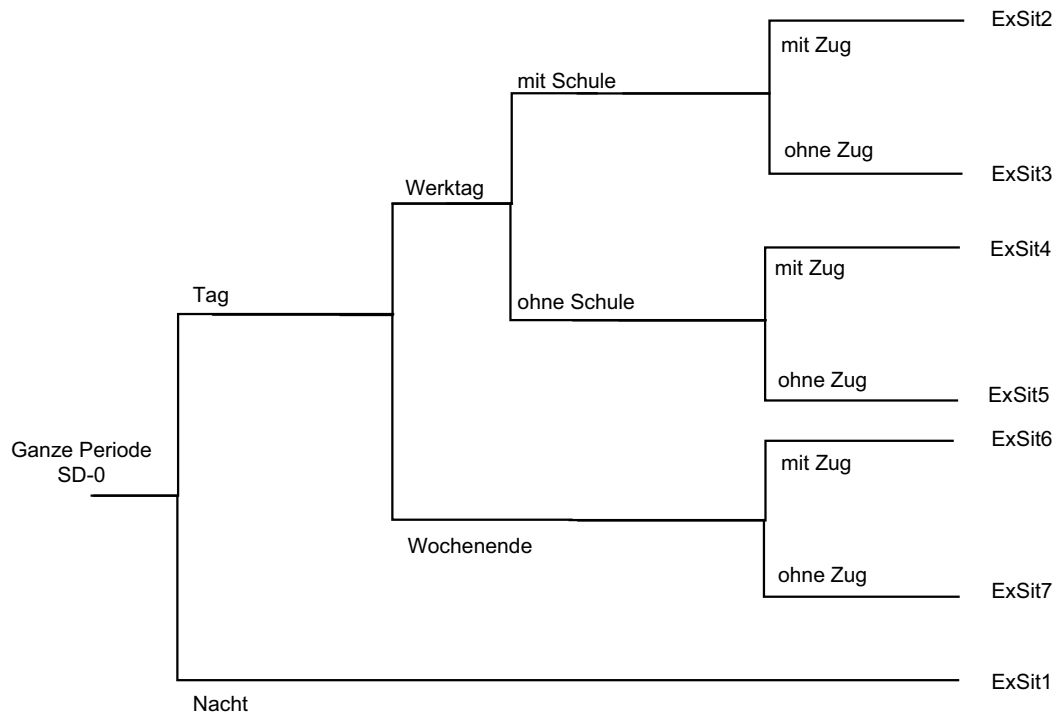 ExSit2
mit Zug
mit Schule
ohne Zug
ExSit3
Werktag
ExSit4
mit Zug
Tag
ohne Schule
ohne Zug
ExSit5
Ganze Periode
SD-0
ExSit6
mit Zug
Wochenende
ohne Zug
ExSit7
ExSit1
Nacht